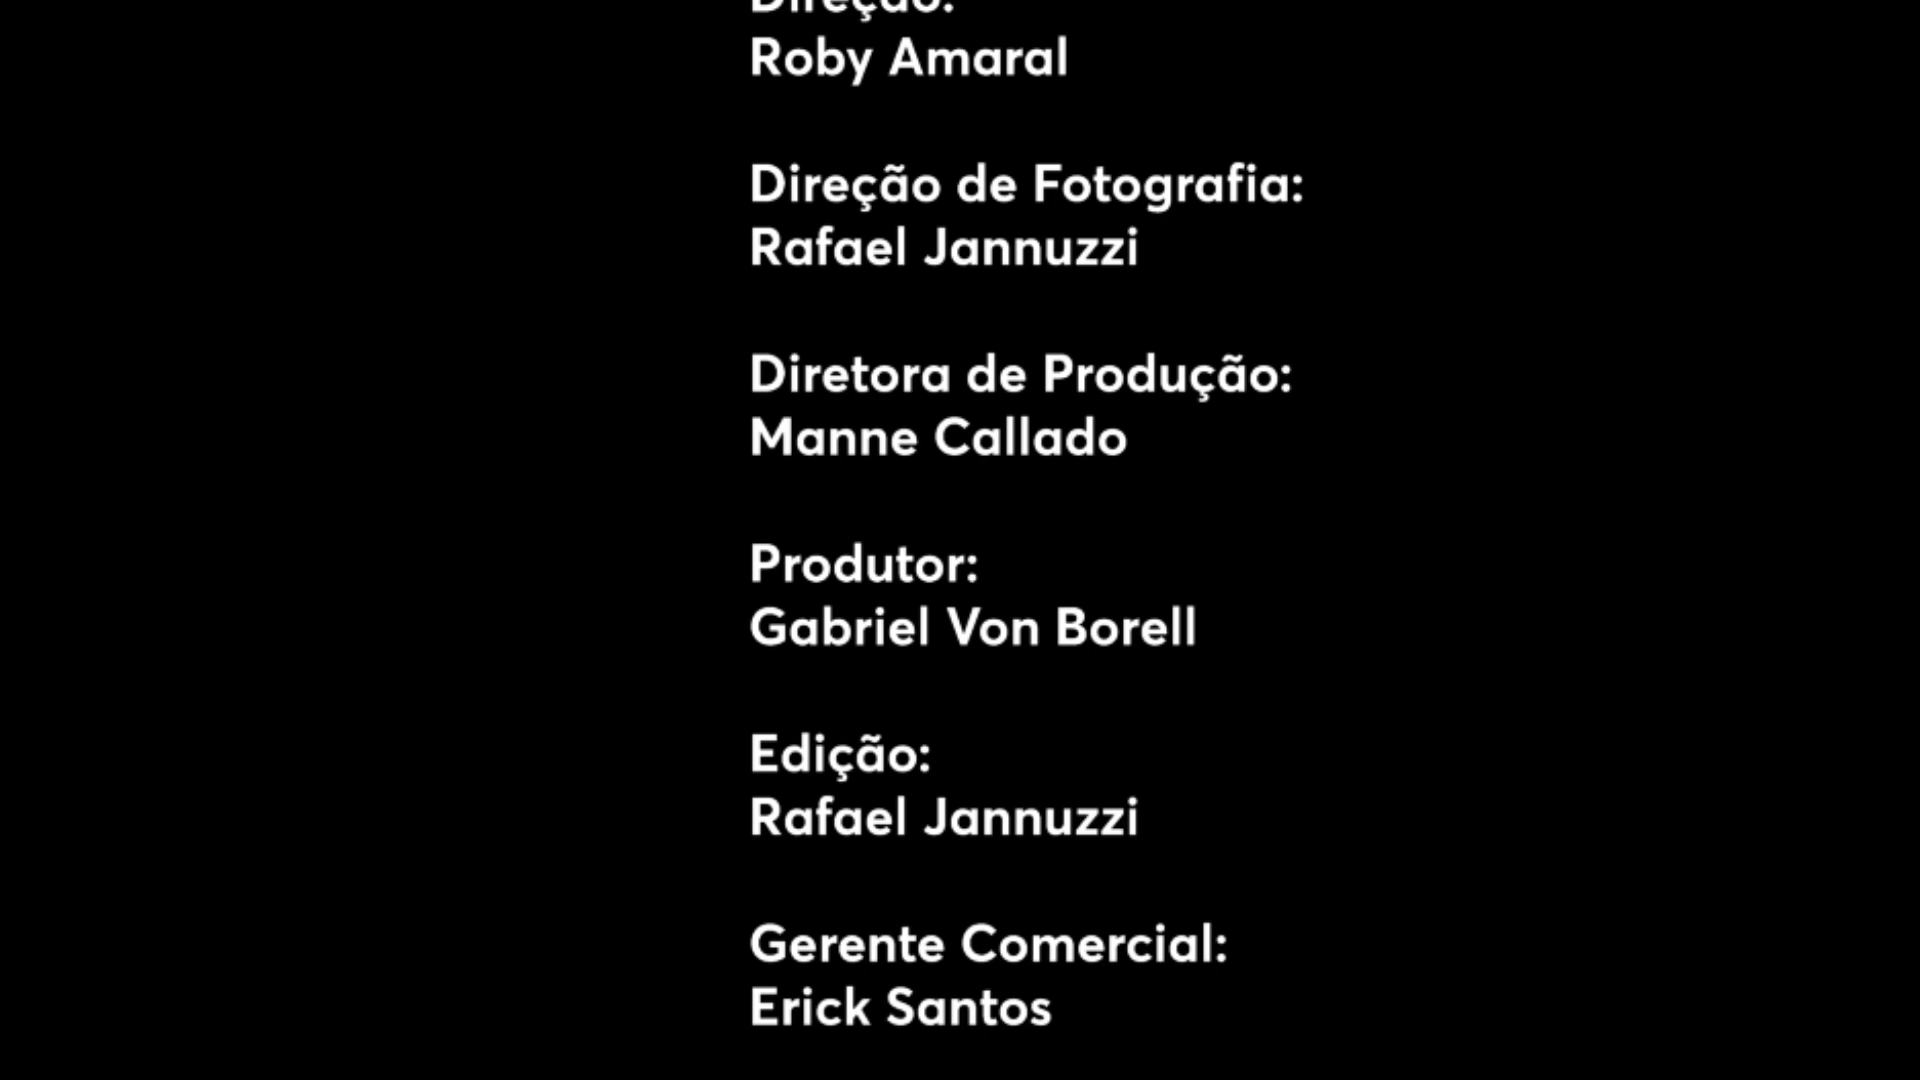 Direção:
Roby Amaral
Direção de Fotografia:
Rafael Jannuzzi
Diretora de Produção:
Manne Callado
Produtor:
Gabriel Von Borell
Edição:
Rafael Jannuzzi
Gerente Comercial:
Erick Santos